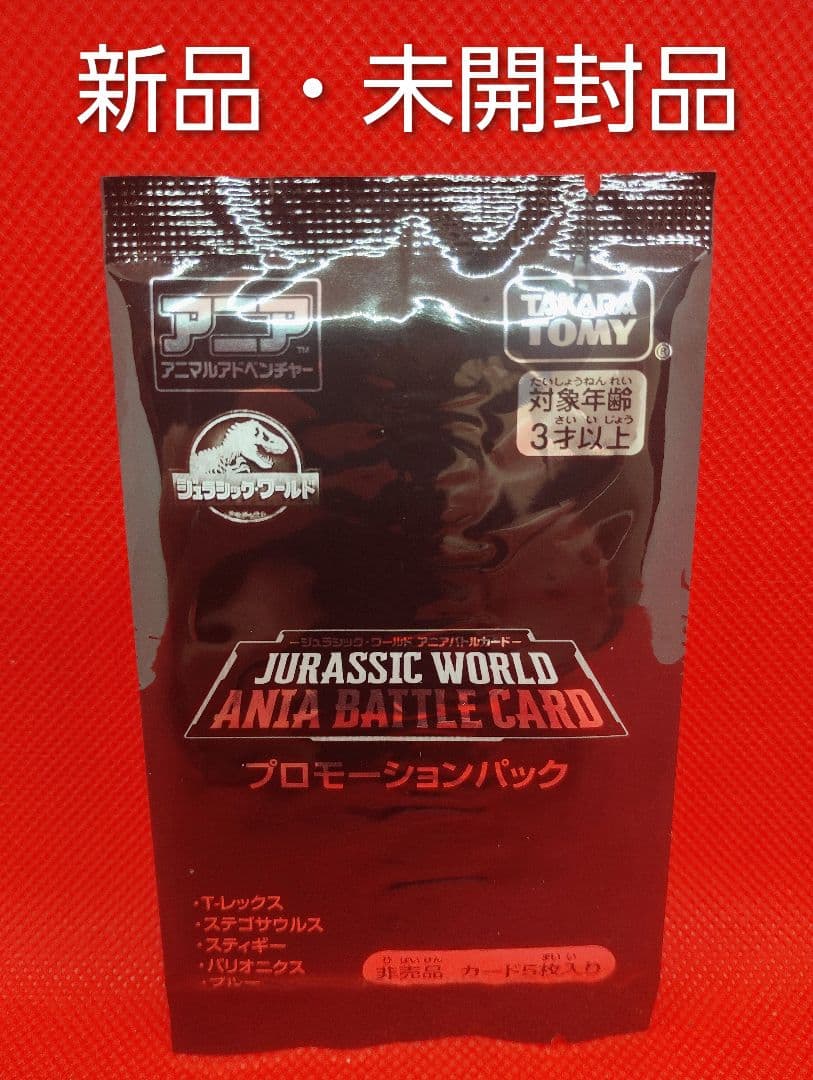 新品・未開封品
アニア™
アニマルアドベンチャー
TAKARA
TOMY
たいしょうねんれい
対象年齢
さい い じょう
3才以上
ジュラシック・ワールド
ージュラシック・ワールド アニアバトルカードー
JURASSIC WORLD
ANIA BATTLE CARD
プロモーションパック
・T-レックス
・ステゴサウルス
・スティギー
・バリオニクス
・ブルー
ひ ばい ひん
非売品
まい い
カード5枚入り